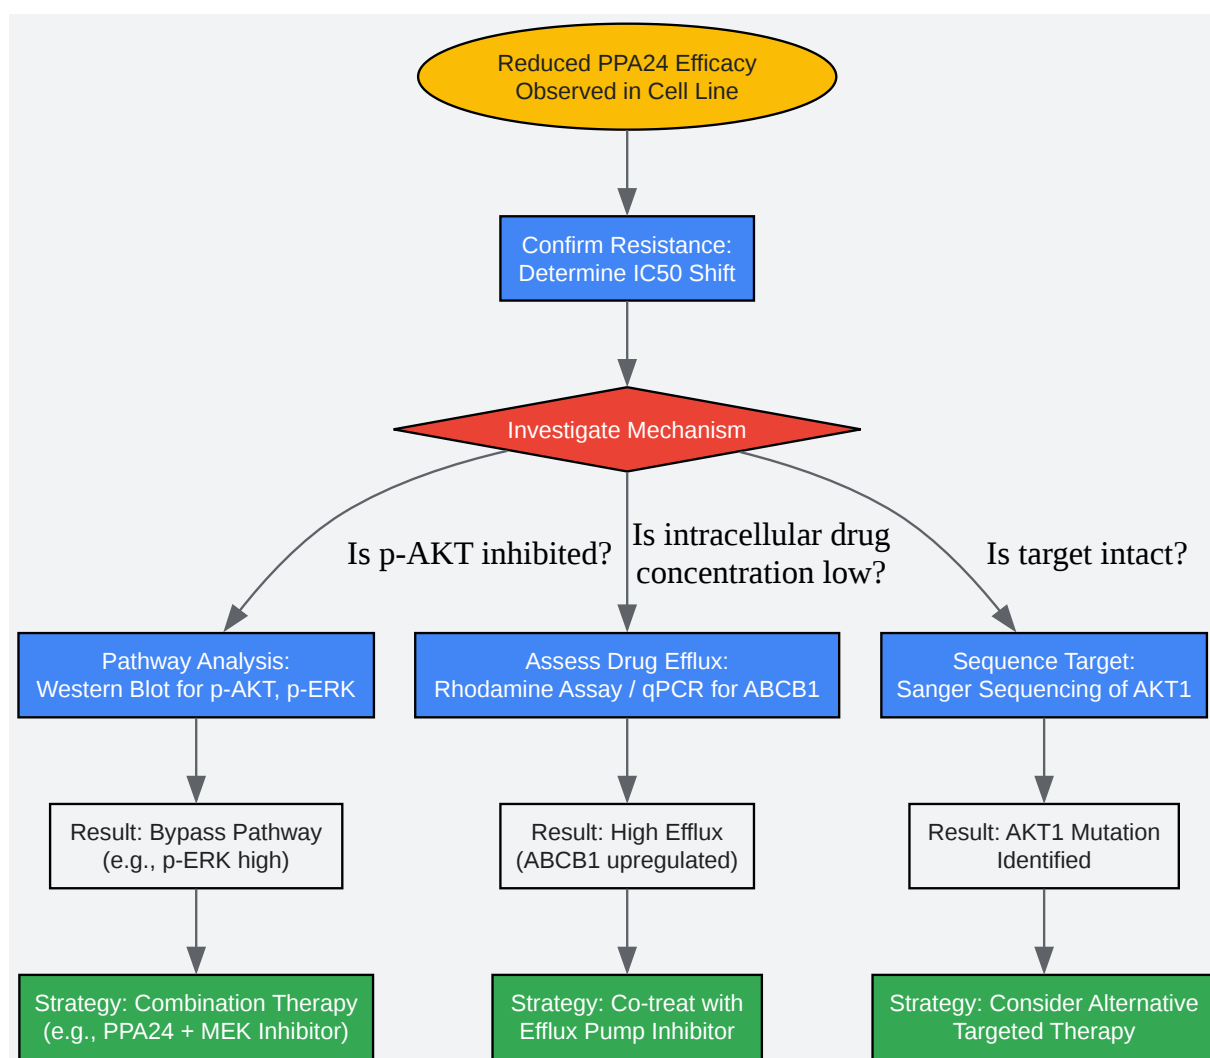 Reduced PPA24 Efficacy
Observed in Cell Line
Confirm Resistance:
Determine IC50 Shift
Investigate Mechanism
Is p-AKT inhibited?
Is intracellular drug
concentration low?
Is target intact?
Pathway Analysis:
Western Blot for p-AKT, p-ERK
Assess Drug Efflux:
Rhodamine Assay / qPCR for ABCB1
Sequence Target:
Sanger Sequencing of AKT1
Result: Bypass Pathway
(e.g., p-ERK high)
Result: High Efflux
(ABCB1 upregulated)
Result: AKT1 Mutation
Identified
Strategy: Combination Therapy
(e.g., PPA24 + MEK Inhibitor)
Strategy: Co-treat with
Efflux Pump Inhibitor
Strategy: Consider Alternative
Targeted Therapy